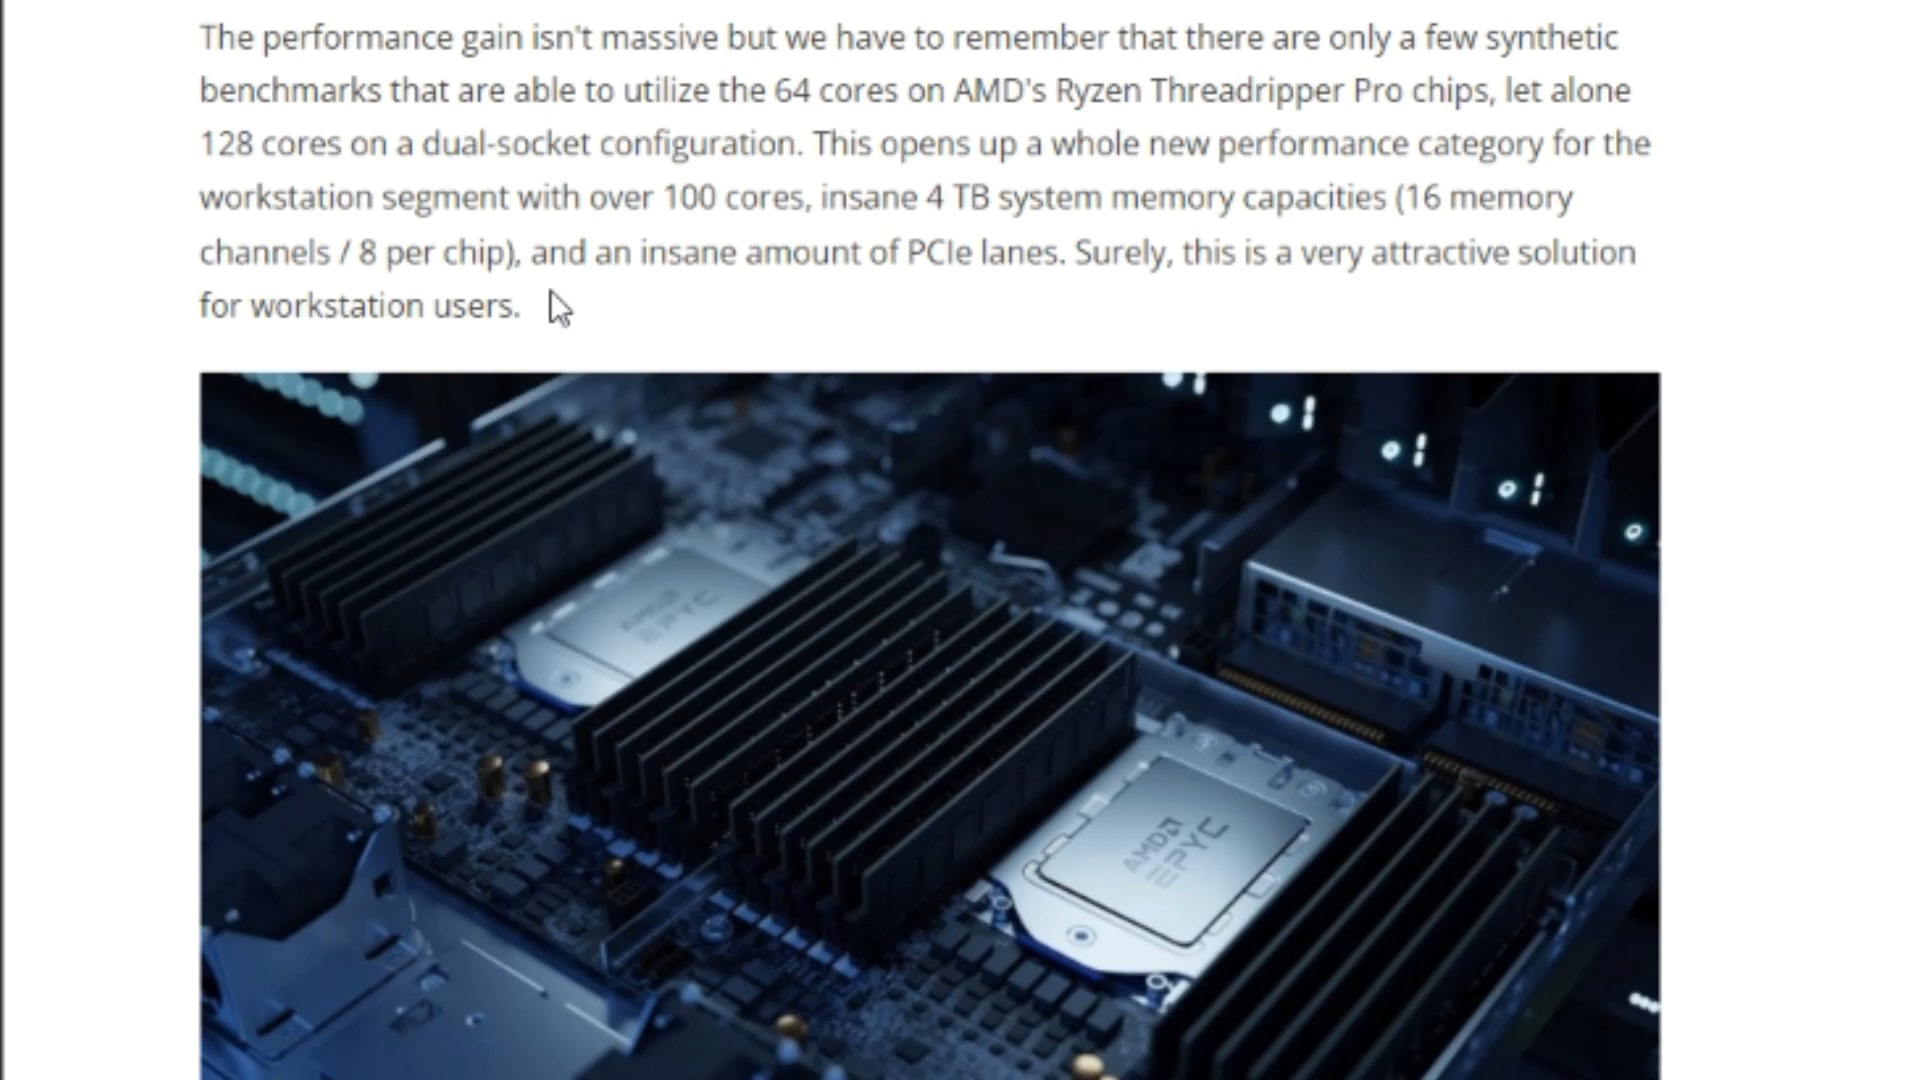 The performance gain isn't massive but we have to remember that there are only a few synthetic
benchmarks that are able to utilize the 64 cores on AMD's Ryzen Threadripper Pro chips, let alone
128 cores on a dual-socket configuration. This opens up a whole new performance category for the
workstation segment with over 100 cores, insane 4 TB system memory capacities (16 memory
channels / 8 per chip), and an insane amount of PCIe lanes. Surely, this is a very attractive solution
for workstation users.
AMD
EPYC
AMD
EPYC